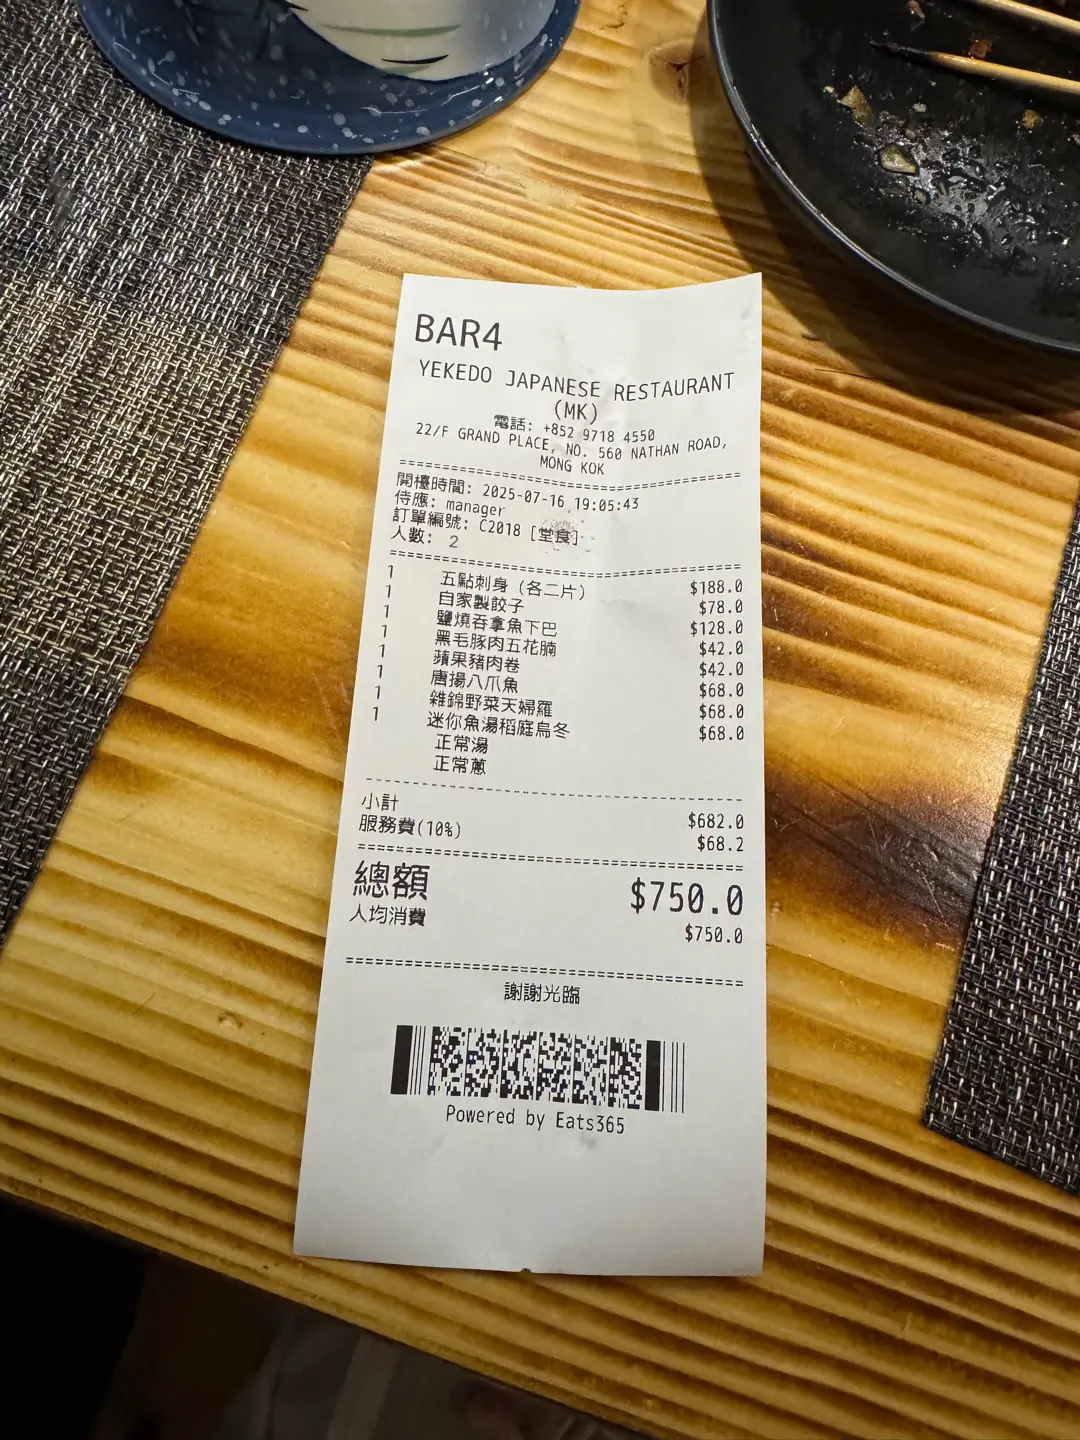 BAR4
YEKEDO JAPANESE RESTAURANT
(MK)
電話: +852 9718 4550
22/F GRAND PLACE, NO. 560 NATHAN ROAD,
MONG KOK
開檯時間: 2025-07-16 19:05:43
侍應: manager
訂單編號: C2018 [堂食]
人數: 2
1 五點刺身 (各二片) $188.0
1 自家製餃子 $78.0
1 鹽燒吞拿魚下巴 $128.0
1 黑毛豚肉五花腩 $42.0
1 蘋果豬肉卷 $42.0
1 唐揚八爪魚 $68.0
1 雜錦野菜天婦羅 $68.0
1 迷你魚湯稻庭烏冬 $68.0
正常湯
正常蔥
小計 $682.0
服務費(10%) $68.2
總額 $750.0
人均消費 $750.0
謝謝光臨
Powered by Eats365